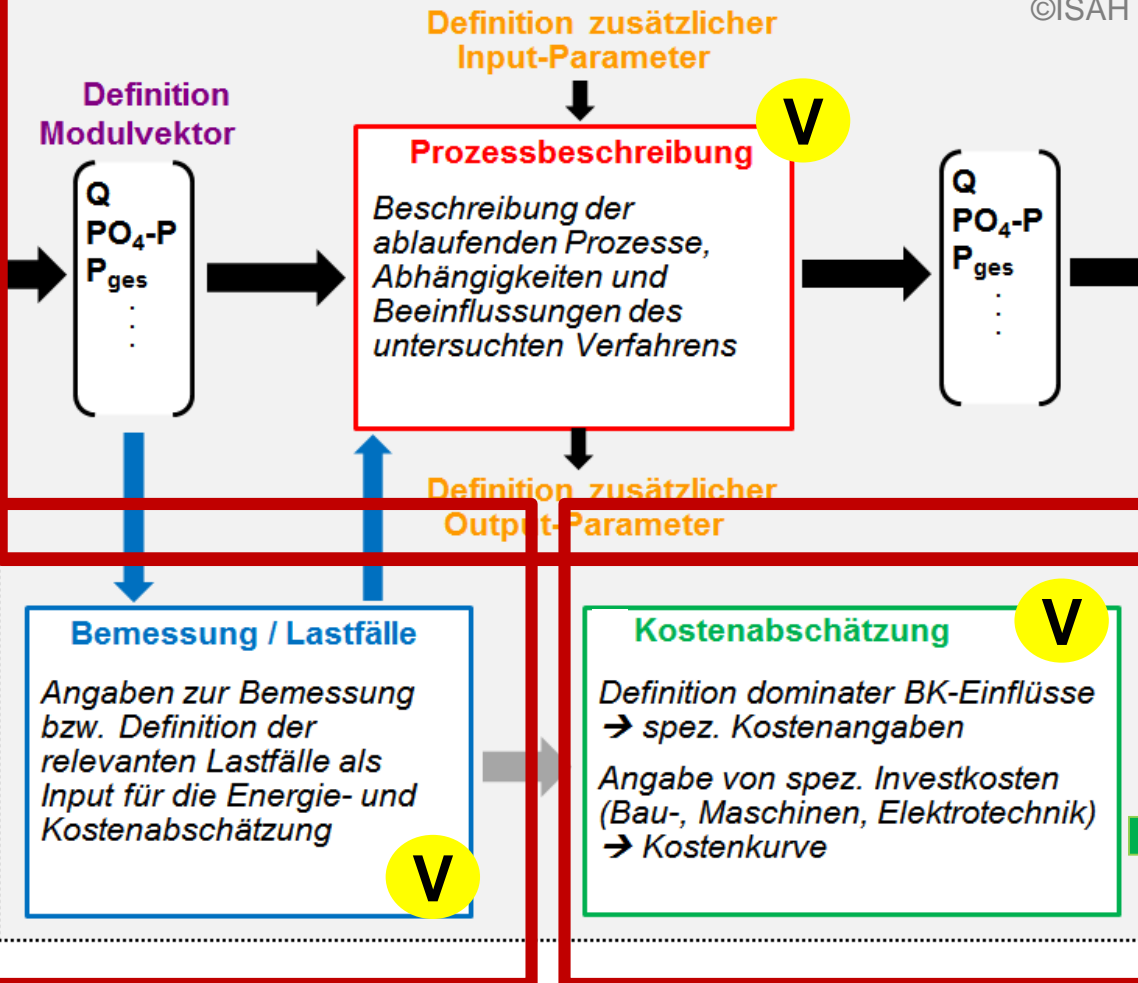 ©ISAH
Definition zusätzlicher
Input-Parameter
Definition
Modulvektor
Q
PO₄-P
P_ges
.
.
.
V
Prozessbeschreibung
Beschreibung der
ablaufenden Prozesse,
Abhängigkeiten und
Beeinflussungen des
untersuchten Verfahrens
Q
PO₄-P
P_ges
.
.
.
Definition zusätzlicher
Output-Parameter
Bemessung / Lastfälle
Angaben zur Bemessung
bzw. Definition der
relevanten Lastfälle als
Input für die Energie- und
Kostenabschätzung
V
Kostenabschätzung
V
Definition dominater BK-Einflüsse
→ spez. Kostenangaben
Angabe von spez. Investkosten
(Bau-, Maschinen, Elektrotechnik)
→ Kostenkurve